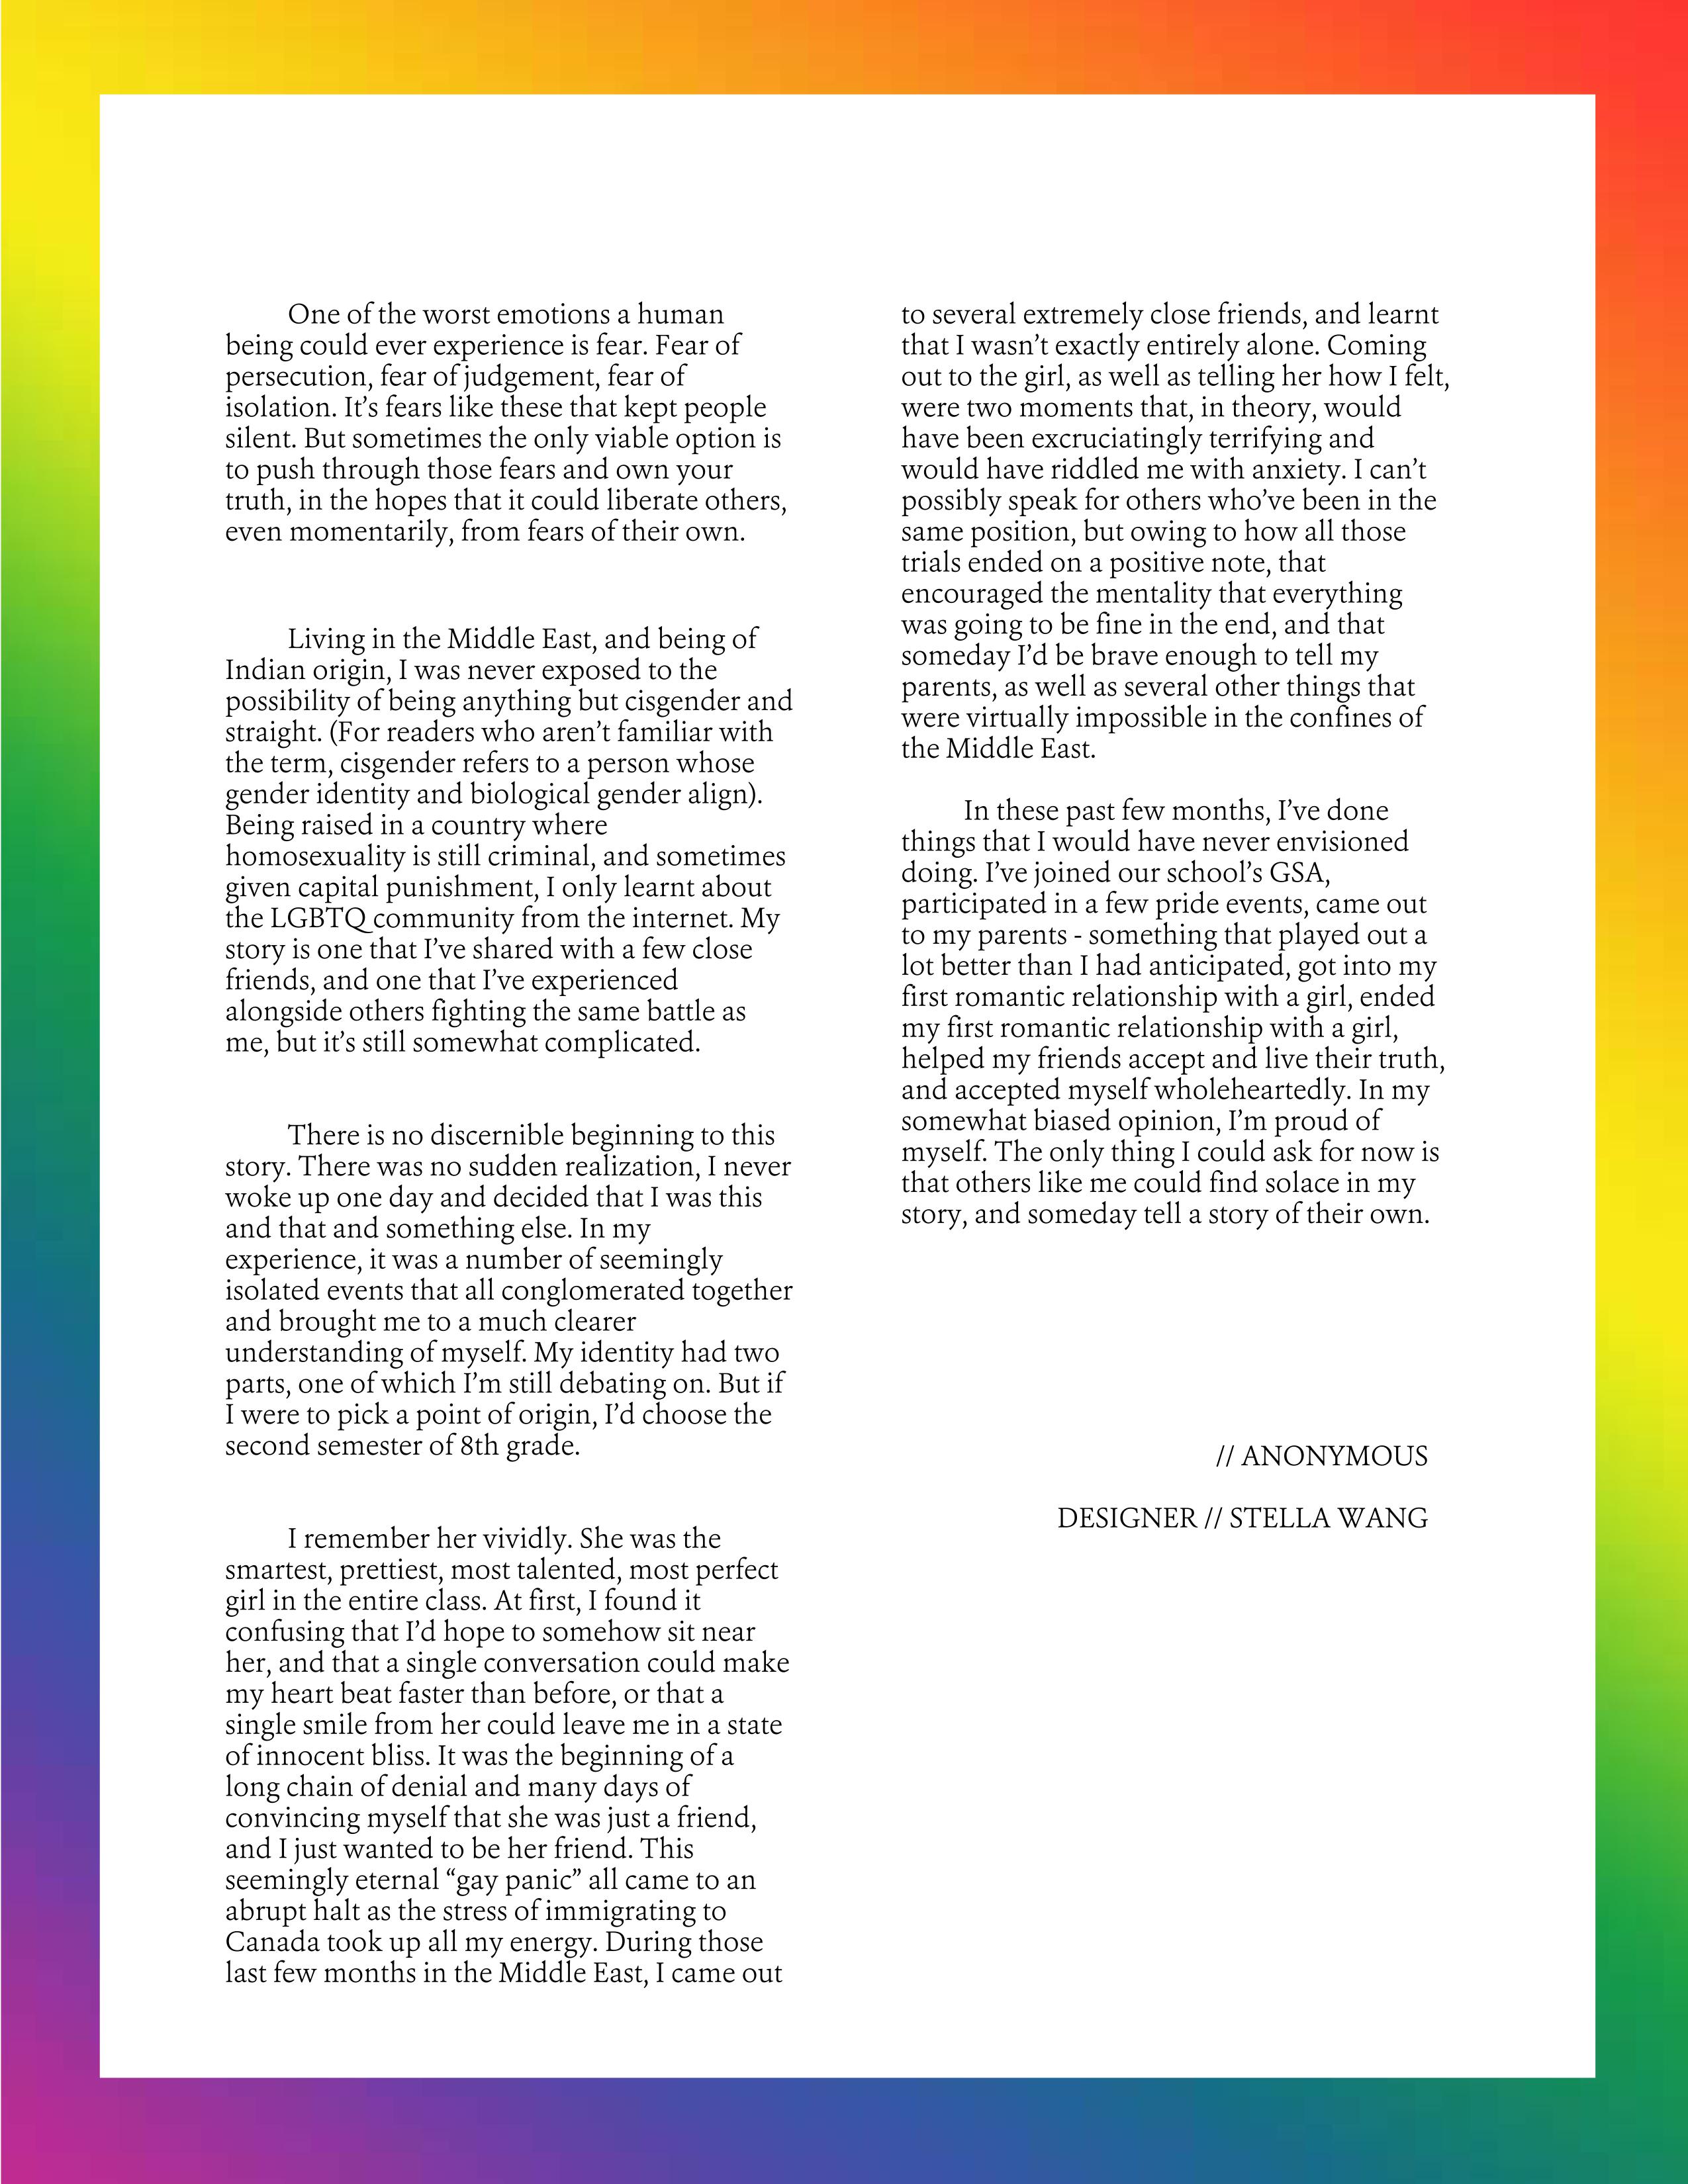 One of the worst emotions a human
being could ever experience is fear. Fear of
persecution, fear of judgement, fear of
isolation. It’s fears like these that kept people
silent. But sometimes the only viable option is
to push through those fears and own your
truth, in the hopes that it could liberate others,
even momentarily, from fears of their own.
Living in the Middle East, and being of
Indian origin, I was never exposed to the
possibility of being anything but cisgender and
straight. (For readers who aren’t familiar with
the term, cisgender refers to a person whose
gender identity and biological gender align).
Being raised in a country where
homosexuality is still criminal, and sometimes
given capital punishment, I only learnt about
the LGBTQ community from the internet. My
story is one that I’ve shared with a few close
friends, and one that I’ve experienced
alongside others fighting the same battle as
me, but it’s still somewhat complicated.
There is no discernible beginning to this
story. There was no sudden realization, I never
woke up one day and decided that I was this
and that and something else. In my
experience, it was a number of seemingly
isolated events that all conglomerated together
and brought me to a much clearer
understanding of myself. My identity had two
parts, one of which I’m still debating on. But if
I were to pick a point of origin, I’d choose the
second semester of 8th grade.
I remember her vividly. She was the
smartest, prettiest, most talented, most perfect
girl in the entire class. At first, I found it
confusing that I’d hope to somehow sit near
her, and that a single conversation could make
my heart beat faster than before, or that a
single smile from her could leave me in a state
of innocent bliss. It was the beginning of a
long chain of denial and many days of
convincing myself that she was just a friend,
and I just wanted to be her friend. This
seemingly eternal “gay panic” all came to an
abrupt halt as the stress of immigrating to
Canada took up all my energy. During those
last few months in the Middle East, I came out
to several extremely close friends, and learnt
that I wasn’t exactly entirely alone. Coming
out to the girl, as well as telling her how I felt,
were two moments that, in theory, would
have been excruciatingly terrifying and
would have riddled me with anxiety. I can’t
possibly speak for others who’ve been in the
same position, but owing to how all those
trials ended on a positive note, that
encouraged the mentality that everything
was going to be fine in the end, and that
someday I’d be brave enough to tell my
parents, as well as several other things that
were virtually impossible in the confines of
the Middle East.
In these past few months, I’ve done
things that I would have never envisioned
doing. I’ve joined our school’s GSA,
participated in a few pride events, came out
to my parents - something that played out a
lot better than I had anticipated, got into my
first romantic relationship with a girl, ended
my first romantic relationship with a girl,
helped my friends accept and live their truth,
and accepted myself wholeheartedly. In my
somewhat biased opinion, I’m proud of
myself. The only thing I could ask for now is
that others like me could find solace in my
story, and someday tell a story of their own.
// ANONYMOUS
DESIGNER // STELLA WANG